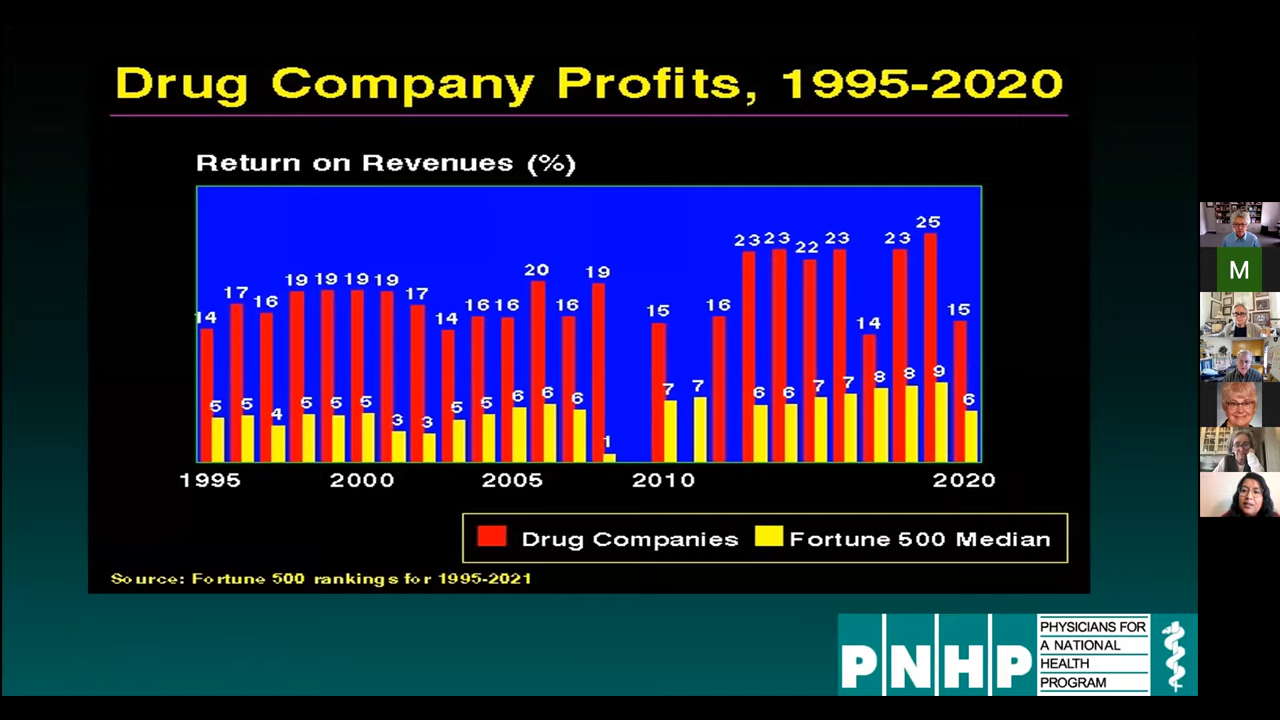 Drug Company Profits, 1995-2020
Return on Revenues (%)
14 17 16 19 19 19 19 17 14 16 16 20 16 19 15 16 23 23 22 23 14 23 25 15
5 5 4 5 5 5 3 3 5 5 6 6 6 1 7 7 6 6 7 7 8 8 9 6
1995 2000 2005 2010 2020
Drug Companies Fortune 500 Median
Source: Fortune 500 rankings for 1995-2021
M
PNHP
PHYSICIANS FOR
A NATIONAL
HEALTH
PROGRAM